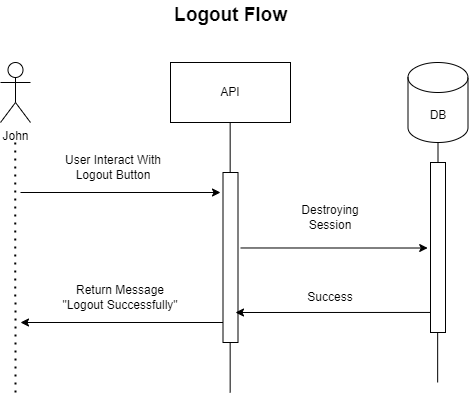 Logout Flow
API
DB
John
User Interact With
Logout Button
Destroying
Session
Success
Return Message
"Logout Successfully"